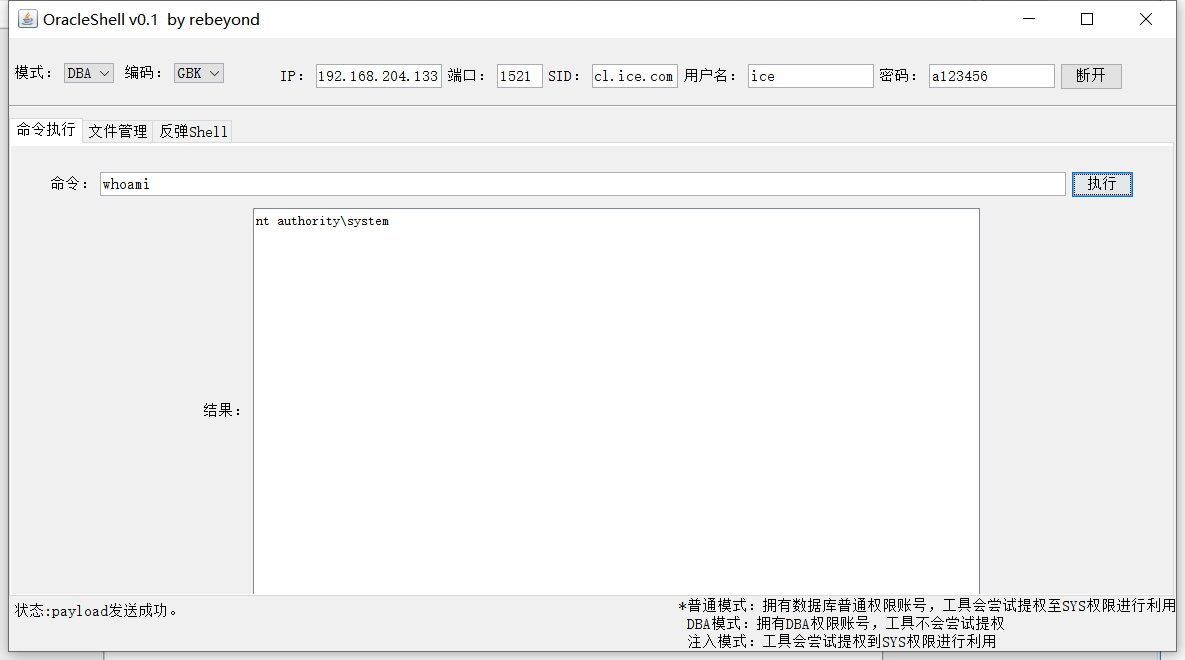 OracleShell v0.1 by rebeyond
模式： DBA 编码： GBK IP： 192.168.204.133 端口： 1521 SID： cl.ice.com 用户名： ice 密码： a123456 断开
命令执行 文件管理 反弹Shell
命令： whoami 执行
nt authority\system
结果：
状态:payload发送成功。
*普通模式：拥有数据库普通权限账号，工具会尝试提权至SYS权限进行利用
DBA模式：拥有DBA权限账号，工具不会尝试提权
注入模式：工具会尝试提权到SYS权限进行利用